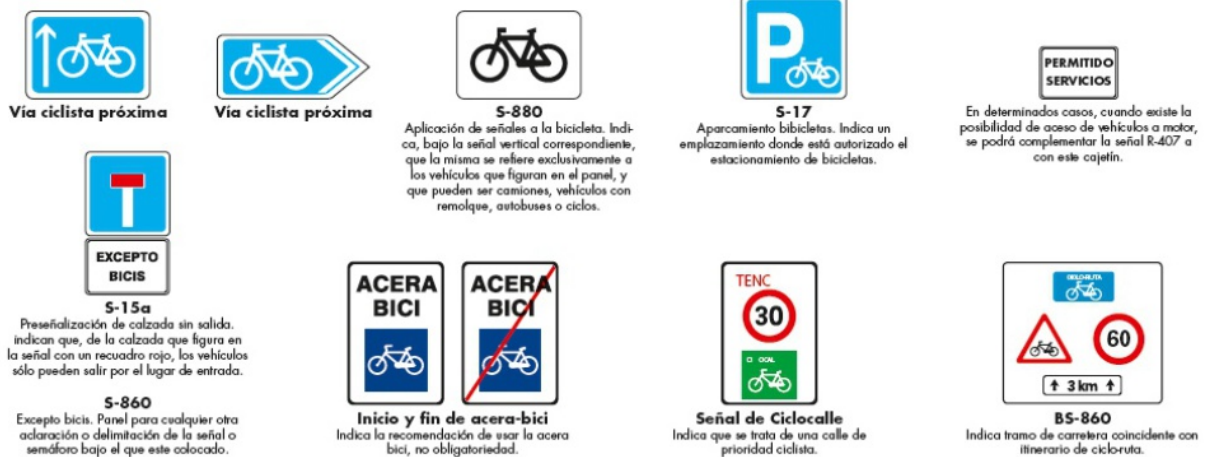 Vía ciclista próxima
Vía ciclista próxima
S-880
Aplicación de señales a la bicicleta. Indi-
ca, bajo la señal vertical correspondiente,
que la misma se refiere exclusivamente a
los vehículos que figuran en el panel, y
que pueden ser camiones, vehículos con
remolque, autobuses o ciclos.
P
S-17
Aparcamiento bibicletas. Indica un
emplazamiento donde está autorizado el
estacionamiento de bicicletas.
PERMITIDO
SERVICIOS
En determinados casos, cuando existe la
posibilidad de aceso de vehículos a motor,
se podrá complementar la señal R-407 a
con este cajetín.
EXCEPTO
BICIS
S-15a
Preseñalización de calzada sin salida.
indican que, de la calzada que figura en
la señal con un recuadro rojo, los vehículos
sólo pueden salir por el lugar de entrada.
S-860
Excepto bicis. Panel para cualquier otra
aclaración o delimitación de la señal o
semáforo bajo el que este colocado.
ACERA
BICI
ACERA
BICI
Inicio y fin de acera-bici
Indica la recomendación de usar la acera
bici, no obligatoriedad.
TENC
30
Señal de Ciclocalle
Indica que se trata de una calle de
prioridad ciclista.
CICLO-RUTA
60
3 km
BS-860
Indica tramo de carretera coincidente con
itinerario de ciclo-ruta.